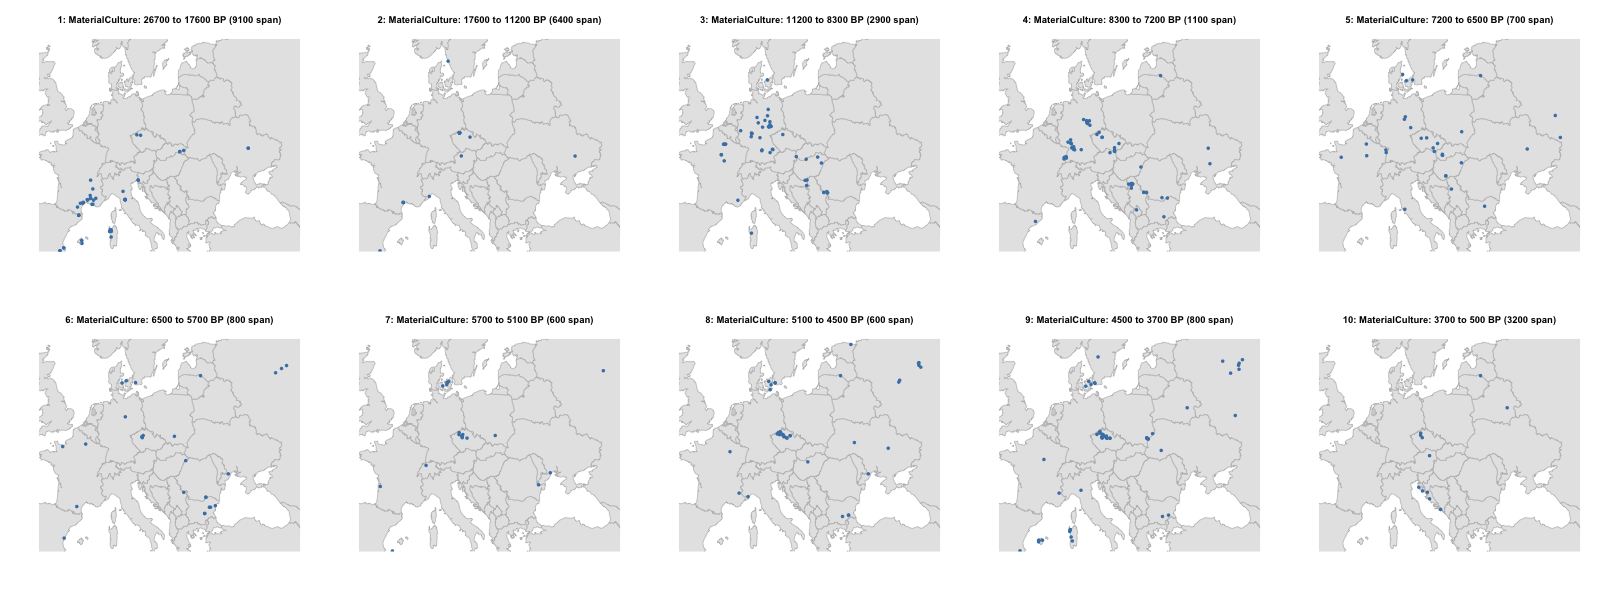 1: MaterialCulture: 26700 to 17600 BP (9100 span)
2: MaterialCulture: 17600 to 11200 BP (6400 span)
3: MaterialCulture: 11200 to 8300 BP (2900 span)
4: MaterialCulture: 8300 to 7200 BP (1100 span)
5: MaterialCulture: 7200 to 6500 BP (700 span)
6: MaterialCulture: 6500 to 5700 BP (800 span)
7: MaterialCulture: 5700 to 5100 BP (600 span)
8: MaterialCulture: 5100 to 4500 BP (600 span)
9: MaterialCulture: 4500 to 3700 BP (800 span)
10: MaterialCulture: 3700 to 500 BP (3200 span)